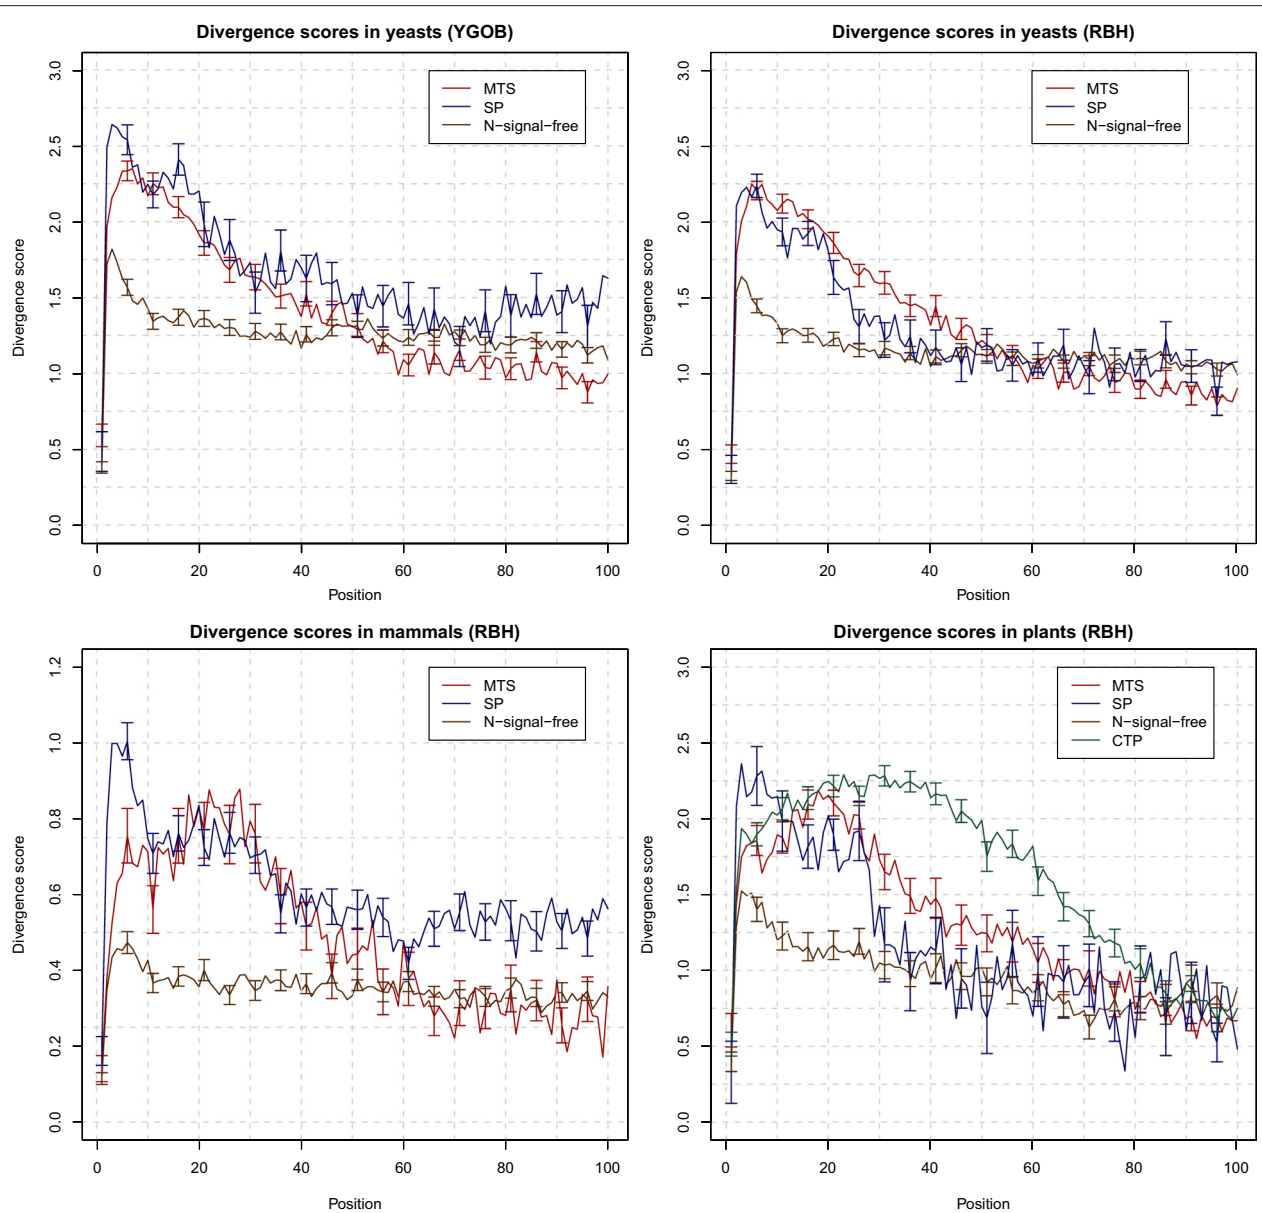 Divergence scores in yeasts (YGOB)
Divergence score
3.0
2.5
2.0
1.5
1.0
0.5
0.0
MTS
SP
N−signal−free
0 20 40 60 80 100
Position
Divergence scores in yeasts (RBH)
Divergence score
3.0
2.5
2.0
1.5
1.0
0.5
0.0
MTS
SP
N−signal−free
0 20 40 60 80 100
Position
Divergence scores in mammals (RBH)
Divergence score
1.2
1.0
0.8
0.6
0.4
0.2
0.0
MTS
SP
N−signal−free
0 20 40 60 80 100
Position
Divergence scores in plants (RBH)
Divergence score
3.0
2.5
2.0
1.5
1.0
0.5
0.0
MTS
SP
N−signal−free
CTP
0 20 40 60 80 100
Position